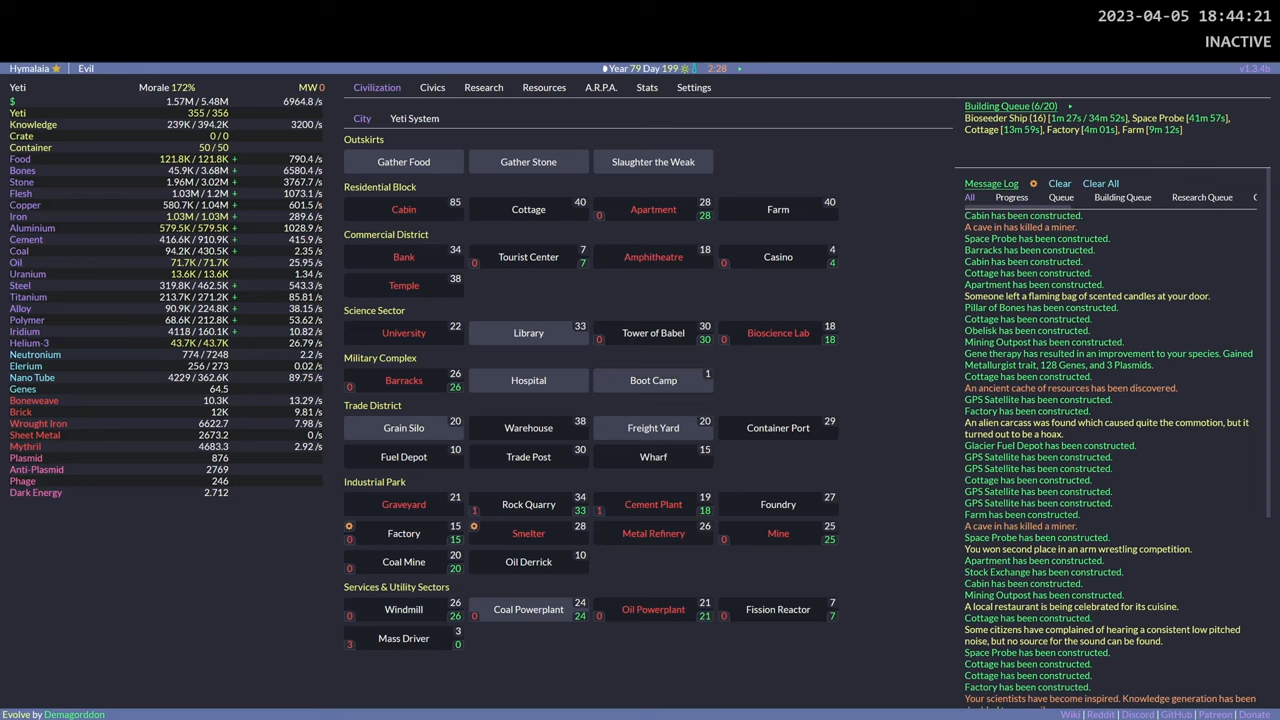 2023-04-05 18:44:21
INACTIVE
Hymalaia Evil Year 79 Day 199 2:28 v1.3.4b
Yeti Morale 172% MW 0
$ 1.57M / 5.48M 6964.8 /s
Yeti 355 / 356
Knowledge 239K / 394.2K 3200 /s
Crate 0 / 0
Container 50 / 50
Food 121.8K / 121.8K + 790.4 /s
Bones 45.9K / 3.68M + 6580.4 /s
Stone 1.96M / 3.02M + 3767.7 /s
Flesh 1.03M / 1.2M + 1073.1 /s
Copper 580.7K / 1.04M + 601.5 /s
Iron 1.03M / 1.03M + 289.6 /s
Aluminium 579.5K / 579.5K + 1028.9 /s
Cement 416.6K / 910.9K + 415.9 /s
Coal 94.2K / 430.5K + 2.35 /s
Oil 71.7K / 71.7K + 25.95 /s
Uranium 13.6K / 13.6K + 1.34 /s
Steel 319.8K / 462.5K + 543.3 /s
Titanium 213.7K / 271.2K + 85.81 /s
Alloy 90.9K / 224.8K + 38.15 /s
Polymer 68.6K / 212.8K + 53.62 /s
Iridium 4118 / 160.1K + 10.82 /s
Helium-3 43.7K / 43.7K + 26.79 /s
Neutronium 774 / 7248 2.2 /s
Elerium 256 / 273 0.02 /s
Nano Tube 4229 / 362.6K 89.75 /s
Genes 64.5
Boneweave 10.3K 13.29 /s
Brick 12K 9.81 /s
Wrought Iron 6622.7 7.98 /s
Sheet Metal 2673.2 0 /s
Mythril 4683.3 2.92 /s
Plasmid 876
Anti-Plasmid 2769
Phage 246
Dark Energy 2.712
Civilization Civics Research Resources A.R.P.A. Stats Settings
City Yeti System
Outskirts
Gather Food Gather Stone Slaughter the Weak
Residential Block
Cabin 85 Cottage 40 0 Apartment 28 28 Farm 40
Commercial District
Bank 34 0 Tourist Center 7 7 Amphitheatre 18 0 Casino 4 4
Temple 38
Science Sector
University 22 Library 33 0 Tower of Babel 30 30 0 Bioscience Lab 18 18
Military Complex
0 Barracks 26 26 Hospital Boot Camp 1
Trade District
Grain Silo 20 Warehouse 38 Freight Yard 20 Container Port 29
Fuel Depot 10 Trade Post 30 Wharf 15
Industrial Park
Graveyard 21 1 Rock Quarry 34 33 1 Cement Plant 19 18 Foundry 27
0 Factory 15 15 Smelter 28 Metal Refinery 26 0 Mine 25 25
0 Coal Mine 20 20 Oil Derrick 10
Services & Utility Sectors
0 Windmill 26 26 0 Coal Powerplant 24 24 0 Oil Powerplant 21 21 0 Fission Reactor 7 7
3 Mass Driver 3 0
Building Queue (6/20)
Bioseeder Ship (16) [1m 27s / 34m 52s], Space Probe [41m 57s],
Cottage [13m 59s], Factory [4m 01s], Farm [9m 12s]
Message Log Clear Clear All
All Progress Queue Building Queue Research Queue C
Cabin has been constructed.
A cave in has killed a miner.
Space Probe has been constructed.
Barracks has been constructed.
Cabin has been constructed.
Cottage has been constructed.
Apartment has been constructed.
Someone left a flaming bag of scented candles at your door.
Pillar of Bones has been constructed.
Cottage has been constructed.
Obelisk has been constructed.
Mining Outpost has been constructed.
Gene therapy has resulted in an improvement to your species. Gained
Metallurgist trait, 128 Genes, and 3 Plasmids.
Cottage has been constructed.
An ancient cache of resources has been discovered.
GPS Satellite has been constructed.
Factory has been constructed.
An alien carcass was found which caused quite the commotion, but it
turned out to be a hoax.
Glacier Fuel Depot has been constructed.
GPS Satellite has been constructed.
GPS Satellite has been constructed.
Cottage has been constructed.
GPS Satellite has been constructed.
GPS Satellite has been constructed.
Farm has been constructed.
A cave in has killed a miner.
Space Probe has been constructed.
You won second place in an arm wrestling competition.
Apartment has been constructed.
Stock Exchange has been constructed.
Cabin has been constructed.
Mining Outpost has been constructed.
A local restaurant is being celebrated for its cuisine.
Cottage has been constructed.
Some citizens have complained of hearing a consistent low pitched
noise, but no source for the sound can be found.
Space Probe has been constructed.
Cottage has been constructed.
Cottage has been constructed.
Factory has been constructed.
Your scientists have become inspired. Knowledge generation has been
Evolve by Demagorddon Wiki | Reddit | Discord | GitHub | Patreon | Donate